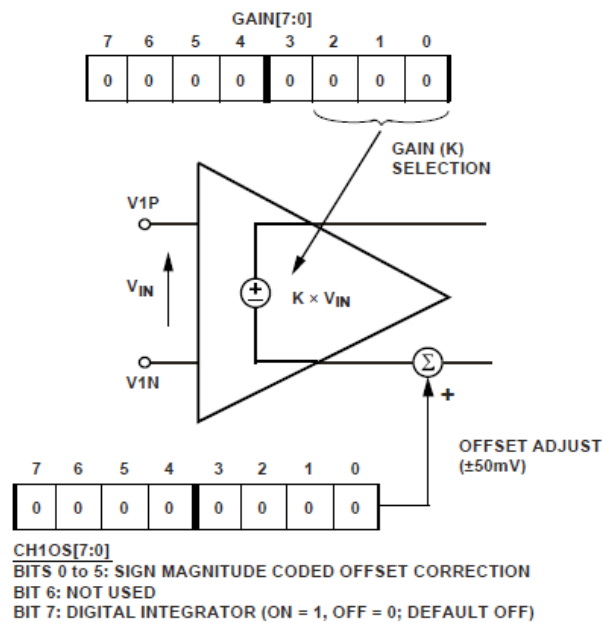 GAIN[7:0]
7 6 5 4 3 2 1 0
0 0 0 0 0 0 0 0
GAIN (K)
SELECTION
V1P
VIN
K × VIN
V1N
Σ
+
OFFSET ADJUST
(±50mV)
7 6 5 4 3 2 1 0
0 0 0 0 0 0 0 0
CH1OS[7:0]
BITS 0 to 5: SIGN MAGNITUDE CODED OFFSET CORRECTION
BIT 6: NOT USED
BIT 7: DIGITAL INTEGRATOR (ON = 1, OFF = 0; DEFAULT OFF)